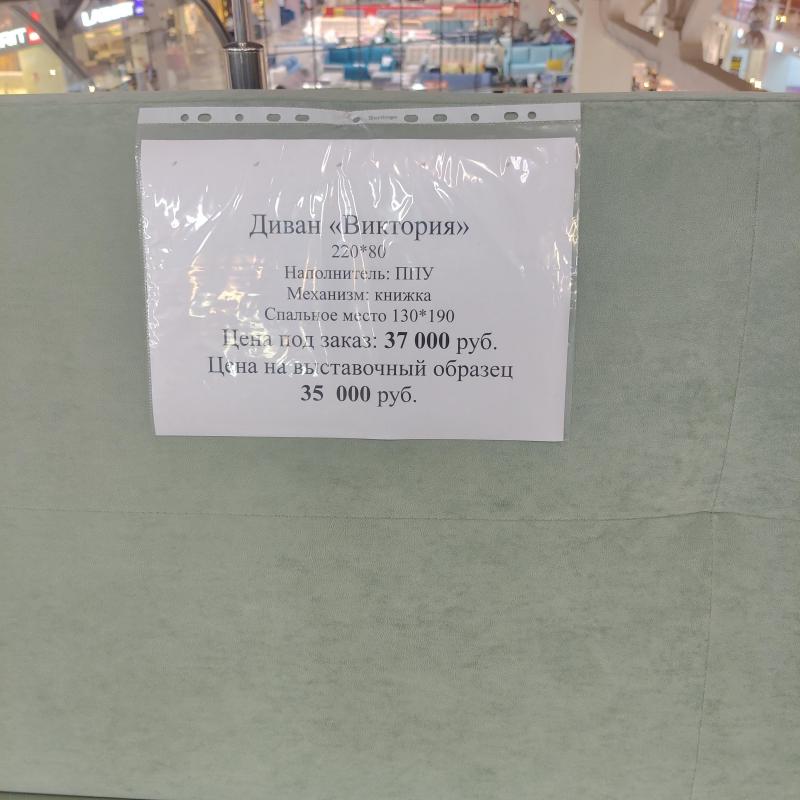 Диван «Виктория»
220*80
Наполнитель: ППУ
Механизм: книжка
Спальное место 130*190
Цена под заказ: 37 000 руб.
Цена на выставочный образец
35 000 руб.